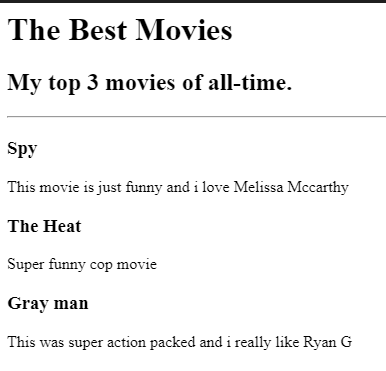 The Best Movies
My top 3 movies of all-time.
Spy
This movie is just funny and i love Melissa Mccarthy
The Heat
Super funny cop movie
Gray man
This was super action packed and i really like Ryan G